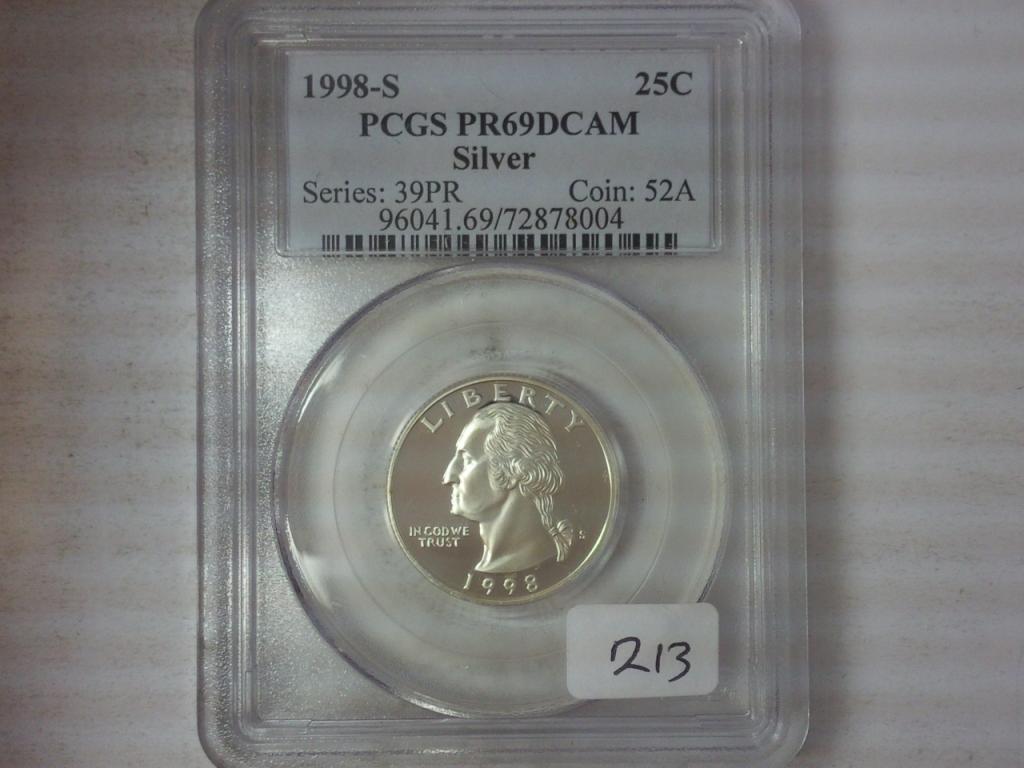 1998-S 25C
PCGS PR69DCAM
Silver
Series: 39PR Coin: 52A
96041.69/72878004
LIBERTY
IN GOD WE
TRUST
S
1998
213